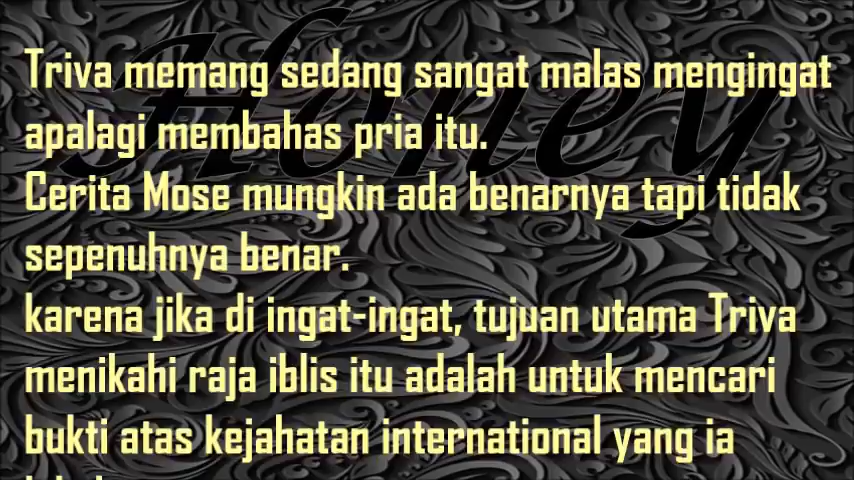 Honey
Triva memang sedang sangat malas mengingat
apalagi membahas pria itu.
Cerita Mose mungkin ada benarnya tapi tidak
sepenuhnya benar.
karena jika di ingat-ingat, tujuan utama Triva
menikahi raja iblis itu adalah untuk mencari
bukti atas kejahatan international yang ia